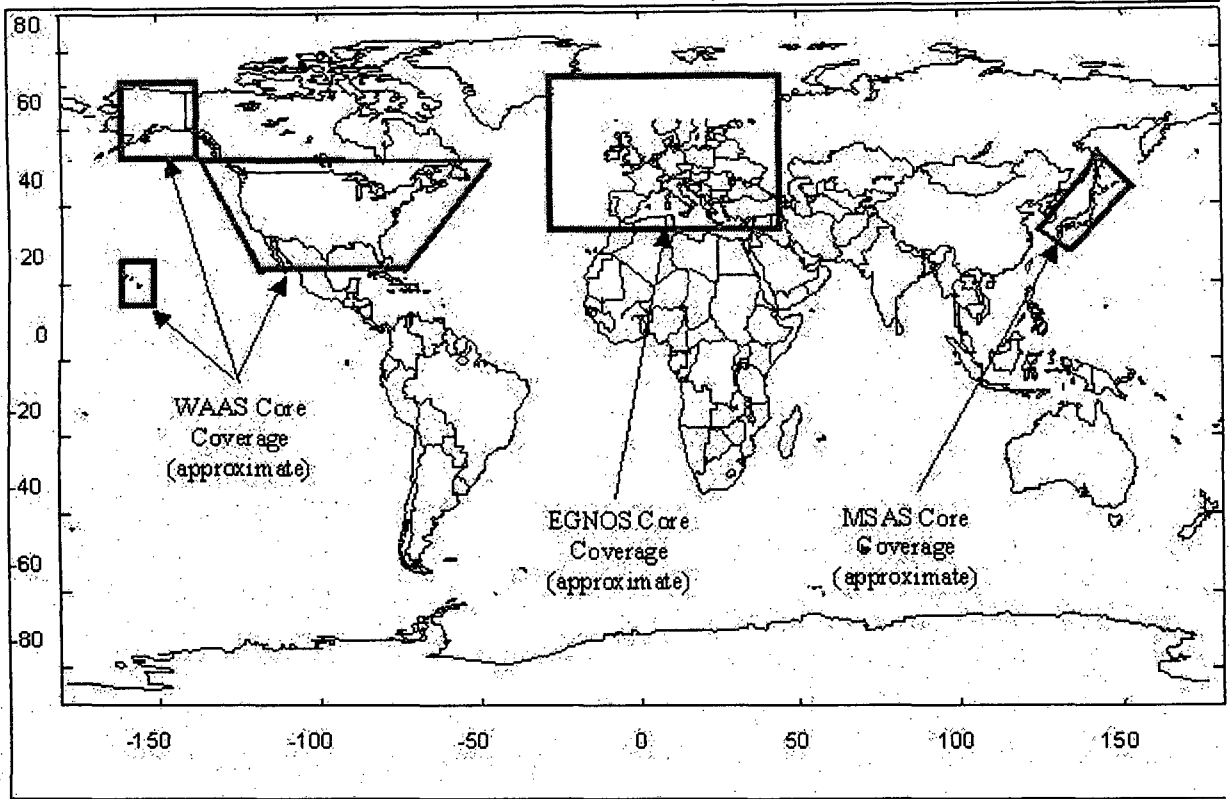 80
60
40
20
0
-20
-40
-60
-80
WAAS Core
Coverage
(approximate)
EGNOS Core
Coverage
(approximate)
MSAS Core
Coverage
(approximate)
-150
-100
-50
0
50
100
150